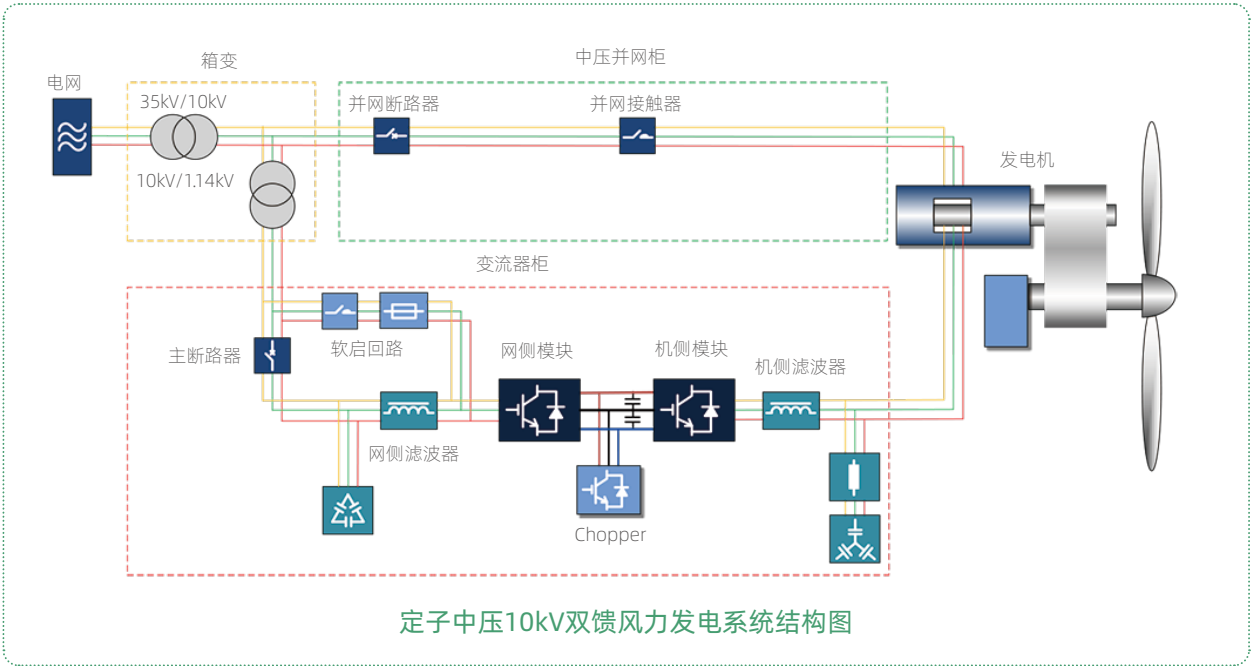 箱变
中压并网柜
电网
35kV/10kV
并网断路器
并网接触器
发电机
10kV/1.14kV
变流器柜
主断路器
软启回路
网侧模块
机侧模块
机侧滤波器
网侧滤波器
Chopper
定子中压10kV双馈风力发电系统结构图